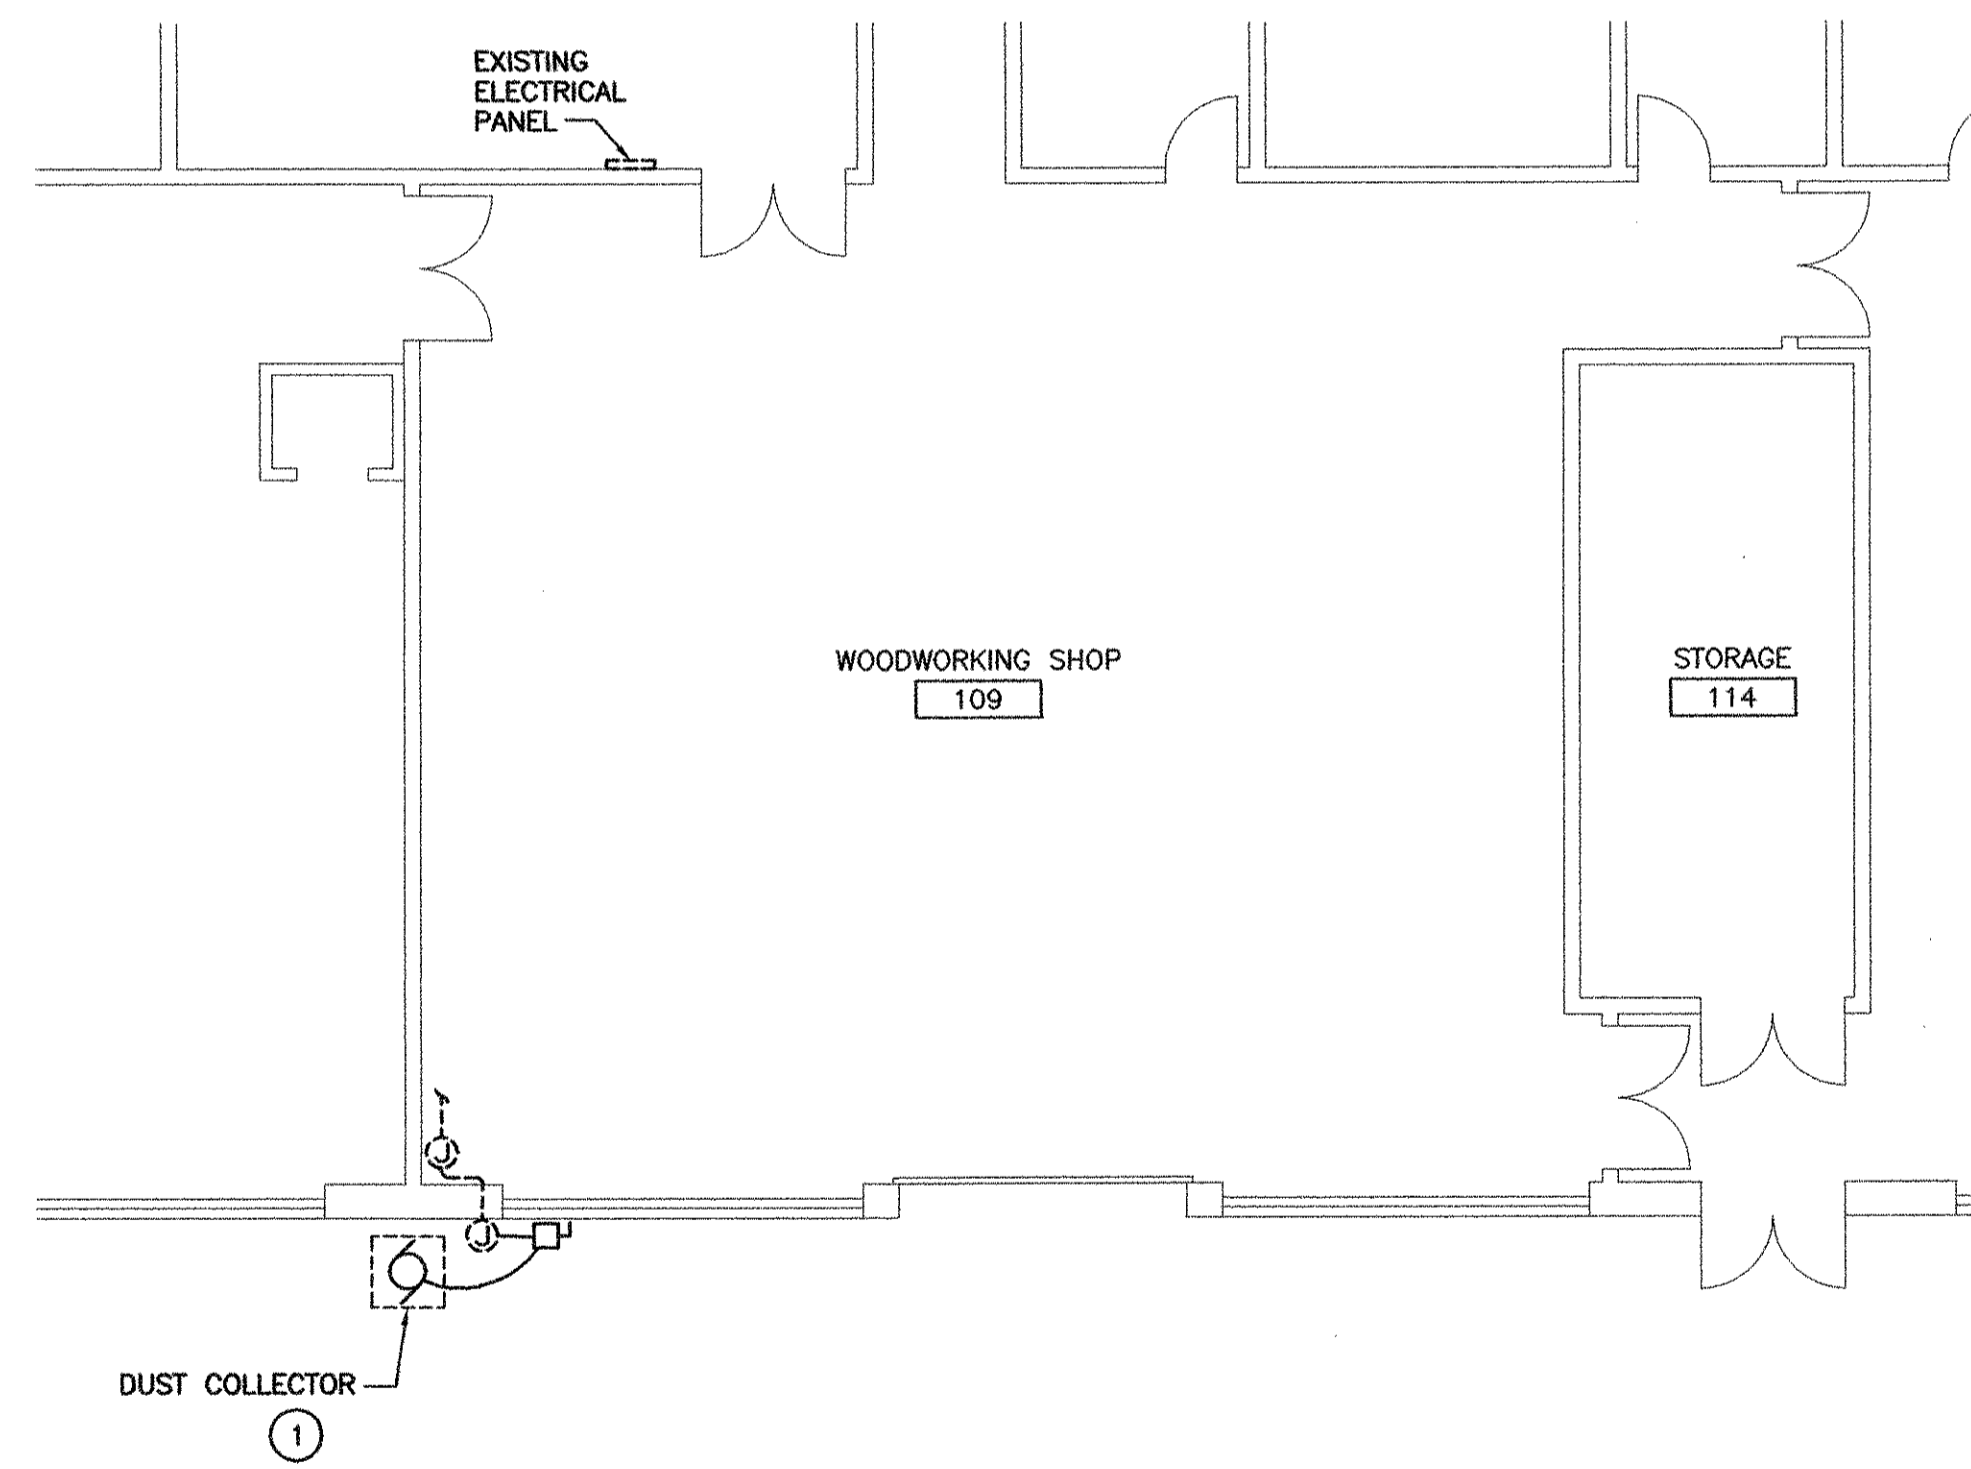 EXISTING
ELECTRICAL
PANEL
WOODWORKING SHOP
109
STORAGE
114
J
J
DUST COLLECTOR
1